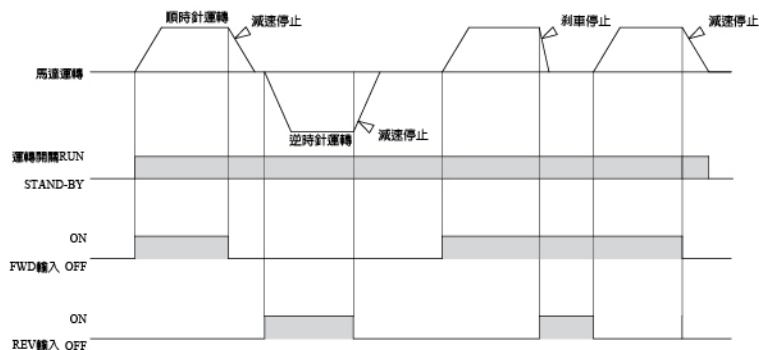 順時針運轉
減速停止
剎車停止
減速停止
馬達運轉
逆時針運轉
減速停止
運轉開關RUN
STAND-BY
ON
FWD輸入 OFF
ON
REV輸入 OFF